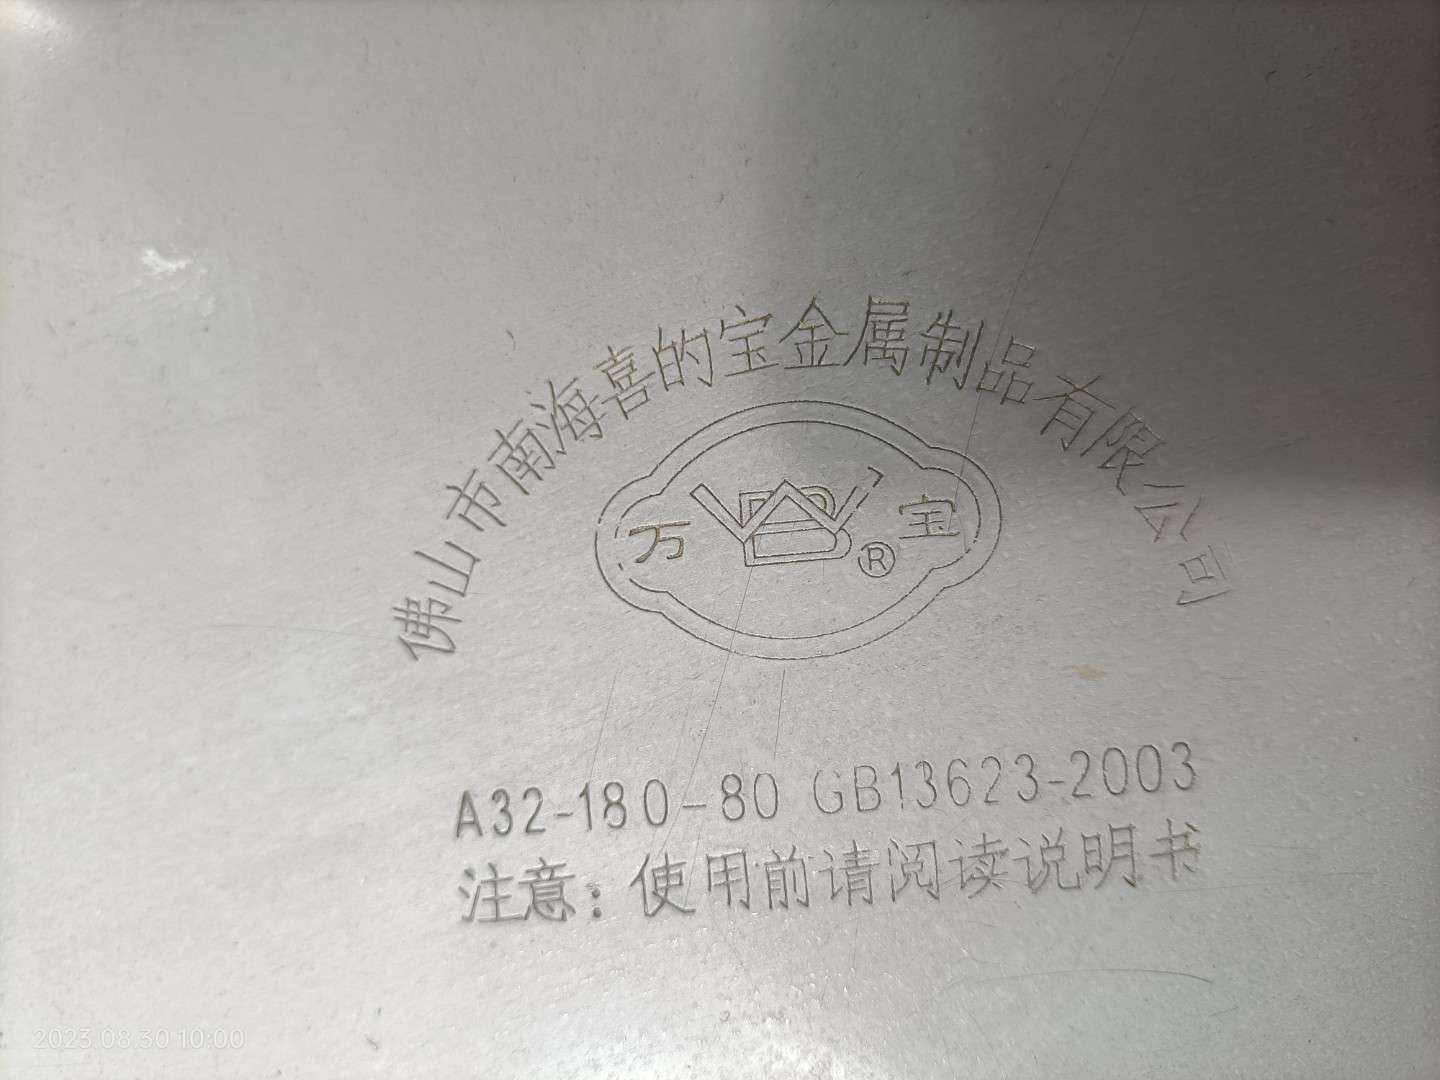 佛山市南海喜的宝金属制品有限公司
万 WB ® 宝
A32-180-80 GB13623-2003
注意：使用前请阅读说明书
2023.08.30 10:00